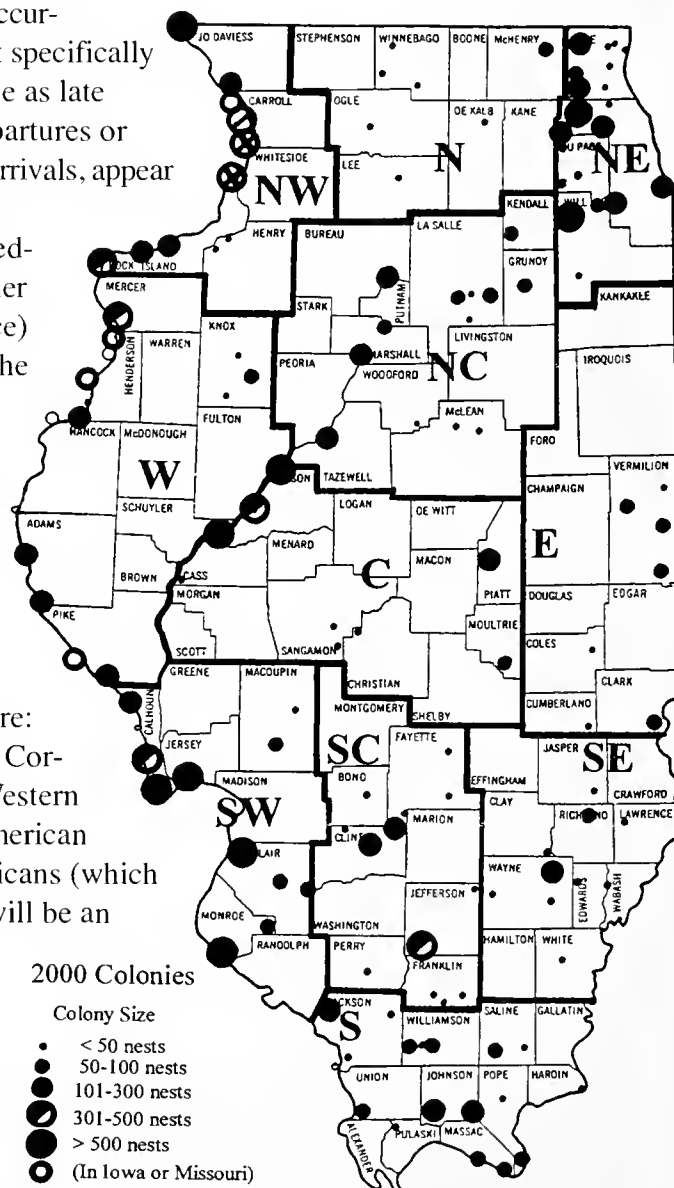 ccur-
t specifically
e as late
partures or
rrivals, appear
ed-
er
ce)
he
re:
Cor-
Western
merican
icans (which
will be an
2000 Colonies
Colony Size
< 50 nests
50-100 nests
101-300 nests
301-500 nests
> 500 nests
(In Iowa or Missouri)
JO DAVIESS
STEPHENSON
WINNEBAGO
BOONE
McHENRY
CARROLL
OGLE
DE KALB
KANE
DU PAGE
WHITESIDE
LEE
N
NE
NW
KENDALL
WILL
HENRY
BUREAU
LA SALLE
GRUNDY
ROCK ISLAND
MERCER
STARK
PUTNAM
KANKAKEE
KNOX
WARREN
HENDERSON
PEORIA
MARSHALL
LIVINGSTON
IROQUOIS
WOODFORD
NC
McLEAN
FULTON
HANCOCK
McDONOUGH
TAZEWELL
FORD
VERMILION
W
SCHUYLER
LOGAN
DE WITT
CHAMPAIGN
ADAMS
MENARD
MACON
E
BROWN
CASS
C
PIATT
DOUGLAS
EDGAR
MORGAN
MOULTRIE
PIKE
SCOTT
SANGAMON
COLES
GREENE
MACOUPIN
CHRISTIAN
CLARK
CALHOUN
MONTGOMERY
SHELBY
CUMBERLAND
JERSEY
SC
FAYETTE
JASPER
SE
MADISON
BOND
EFFINGHAM
CRAWFORD
SW
CLAY
LAWRENCE
MARION
CLINT
LAIR
WAYNE
EDWARDS
WABASH
JEFFERSON
MONROE
WASHINGTON
RANDOLPH
PERRY
HAMILTON
WHITE
FRANKLIN
JACKSON
S
WILLIAMSON
SALINE
GALLATIN
UNION
JOHNSON
POPE
HARDIN
ALEXANDER
PULASKI
MASSAC